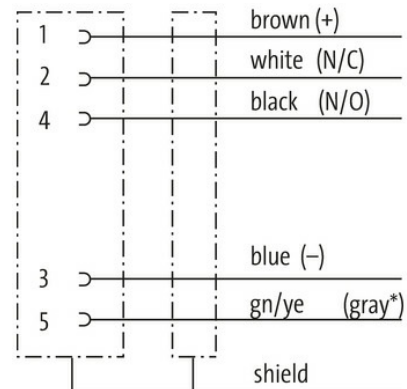 1 brown (+)
2 white (N/C)
4 black (N/O)
3 blue (–)
5 gn/ye (gray*)
shield